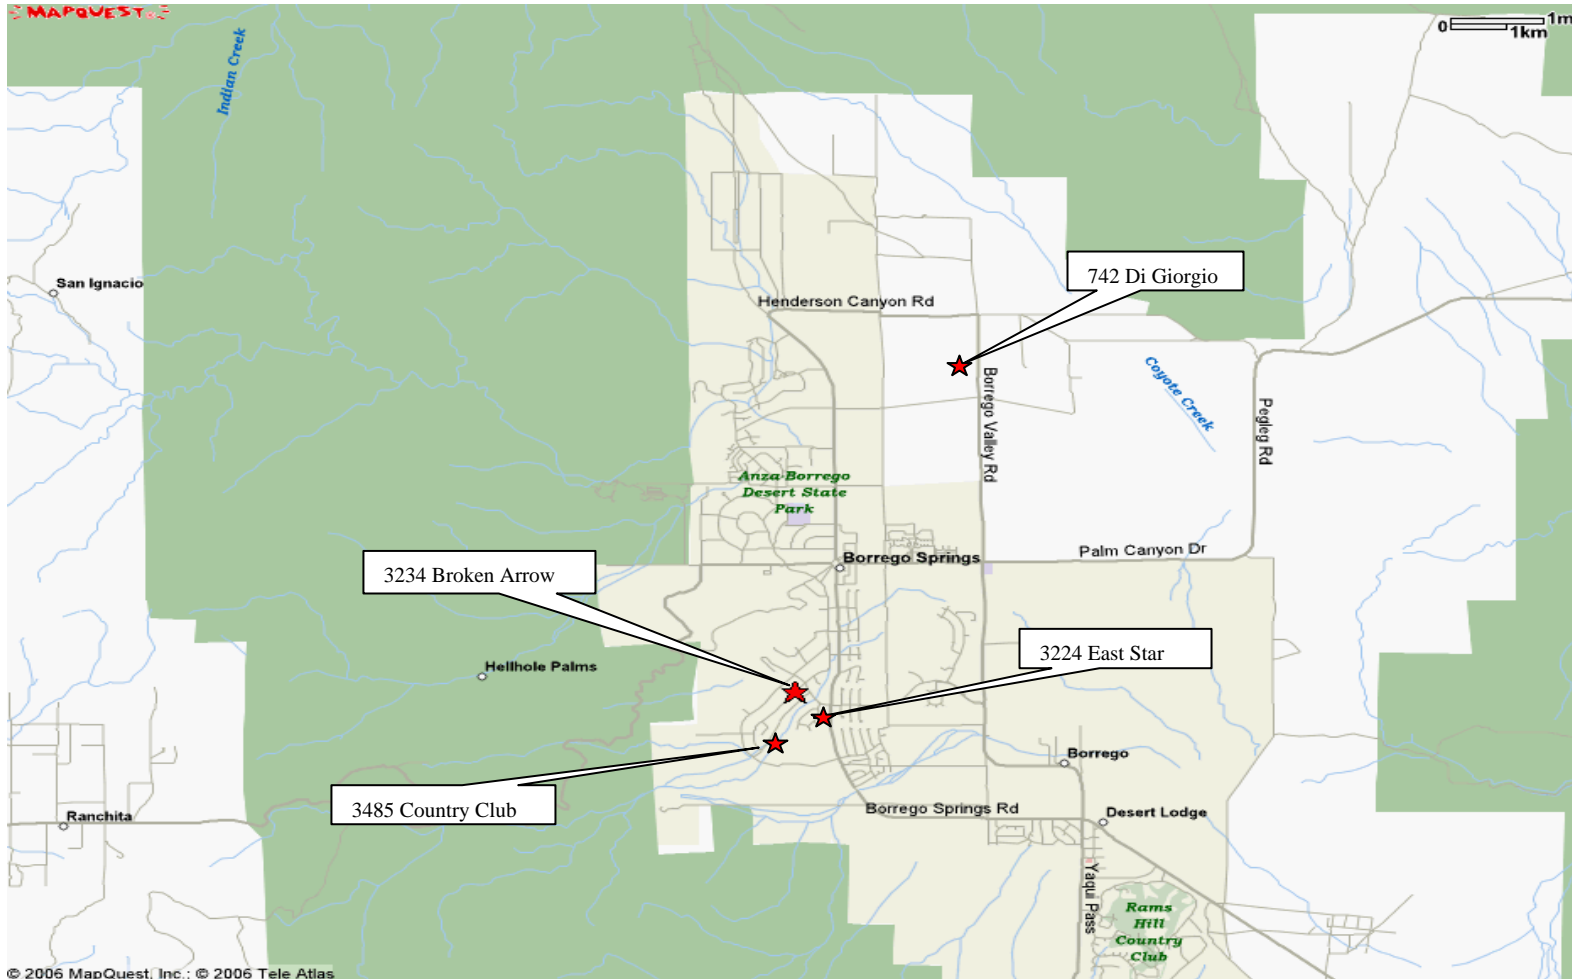 MAPQUEST
0 1m
1km
Indian Creek
742 Di Giorgio
San Ignacio
Henderson Canyon Rd
Coyote Creek
Borrego Valley Rd
Pegleg Rd
Anza-Borrego
Desert State
Park
Palm Canyon Dr
Borrego Springs
3234 Broken Arrow
3224 East Star
Hellhole Palms
Borrego
3485 Country Club
Borrego Springs Rd
Desert Lodge
Ranchita
Yaqui Pass
Rams
Hill
Country
Club
© 2006 MapQuest, Inc.; © 2006 Tele Atlas